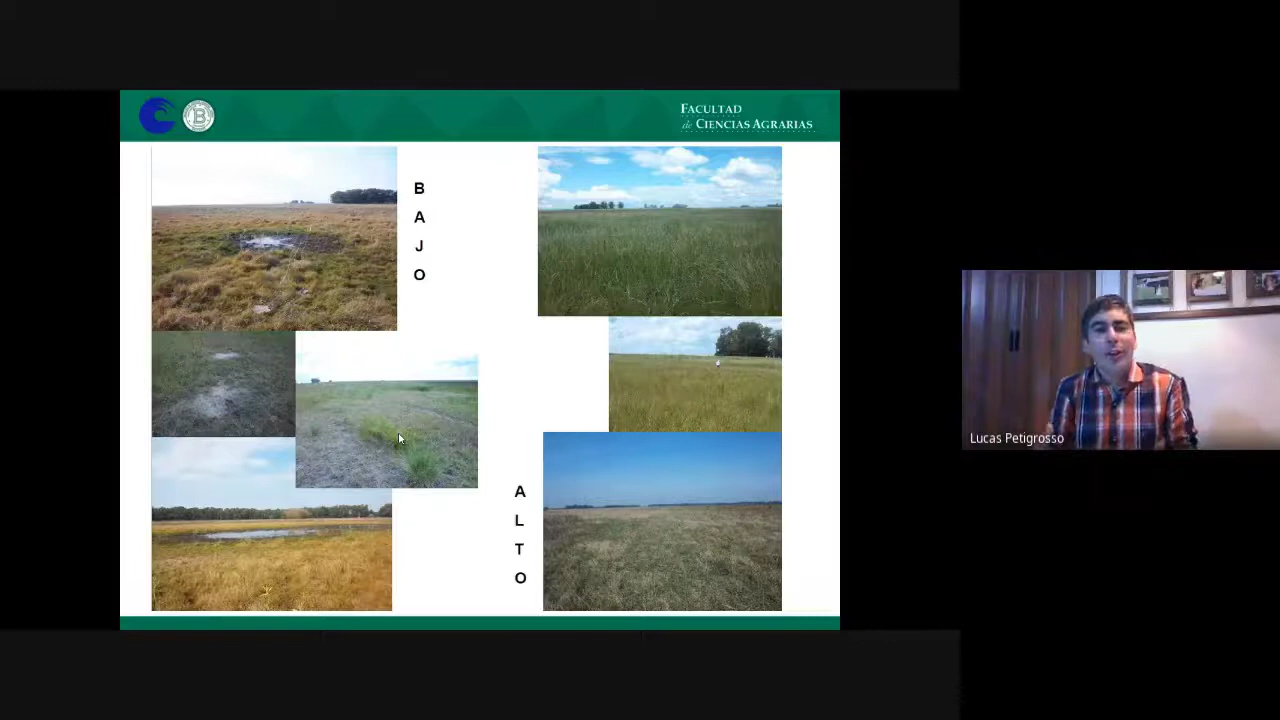 FACULTAD
de CIENCIAS AGRARIAS
B
A
J
O
A
L
T
O
Lucas Petigrosso